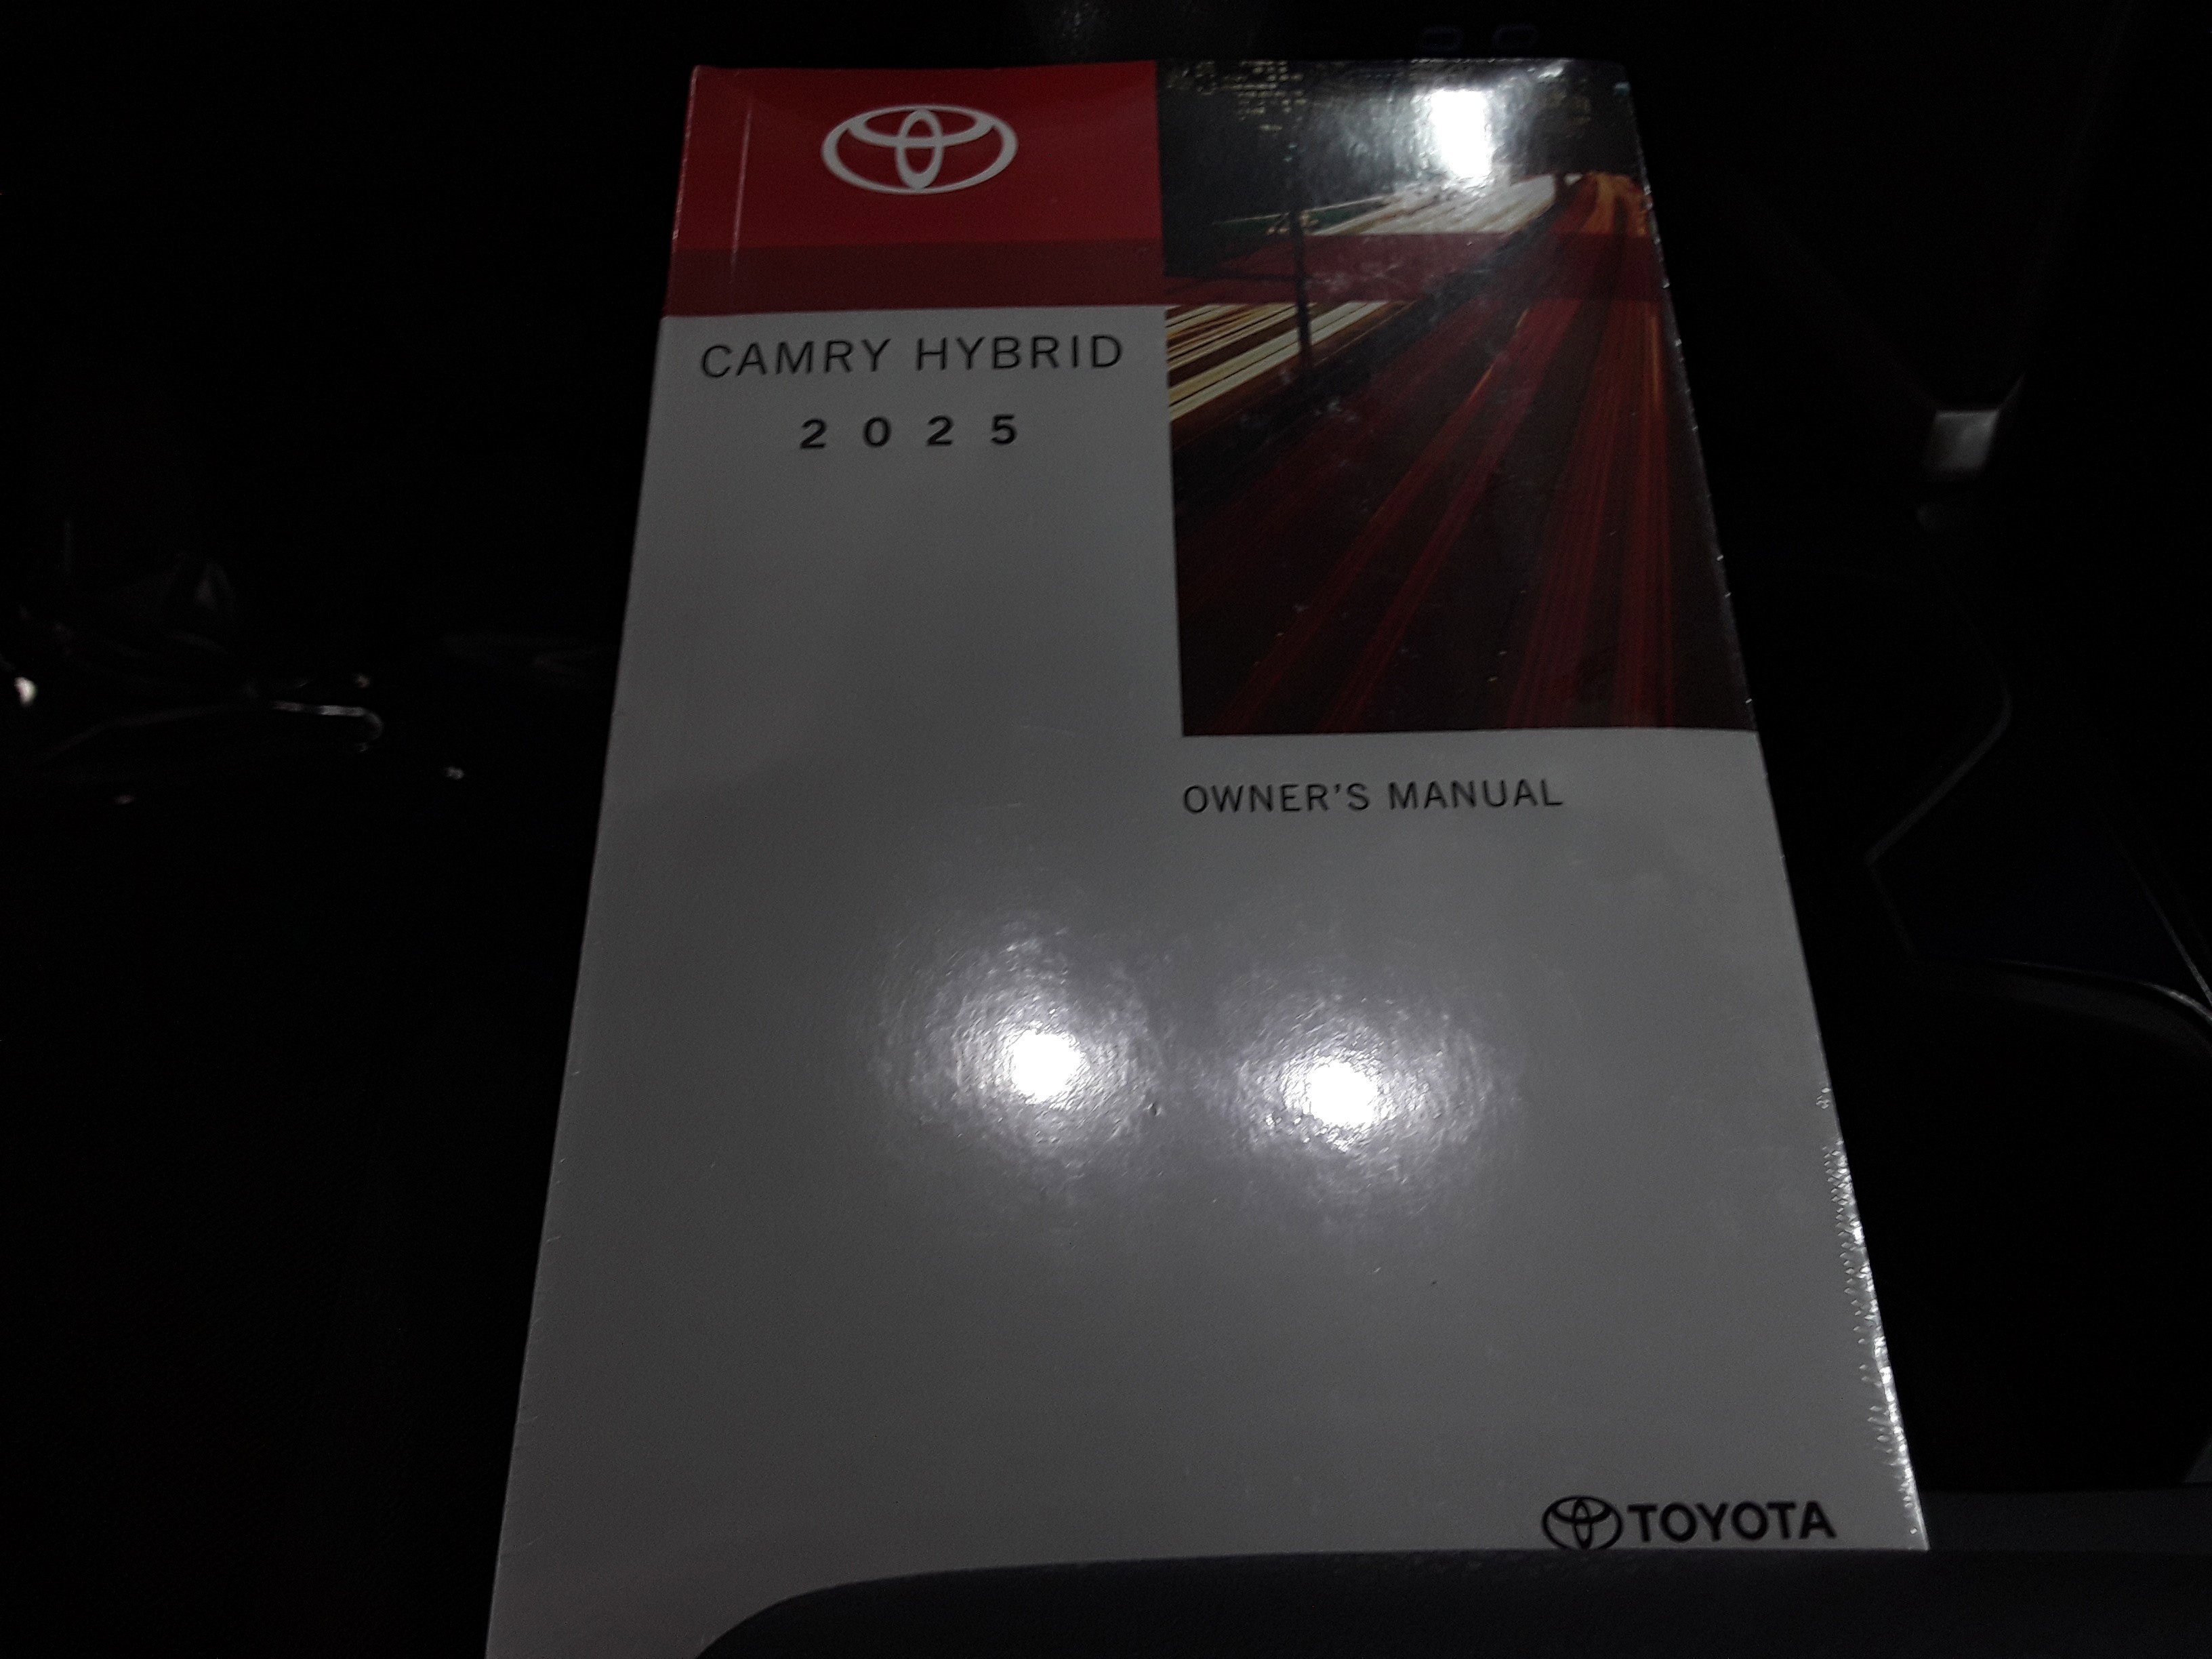 CAMRY HYBRID
2025
OWNER'S MANUAL
TOYOTA